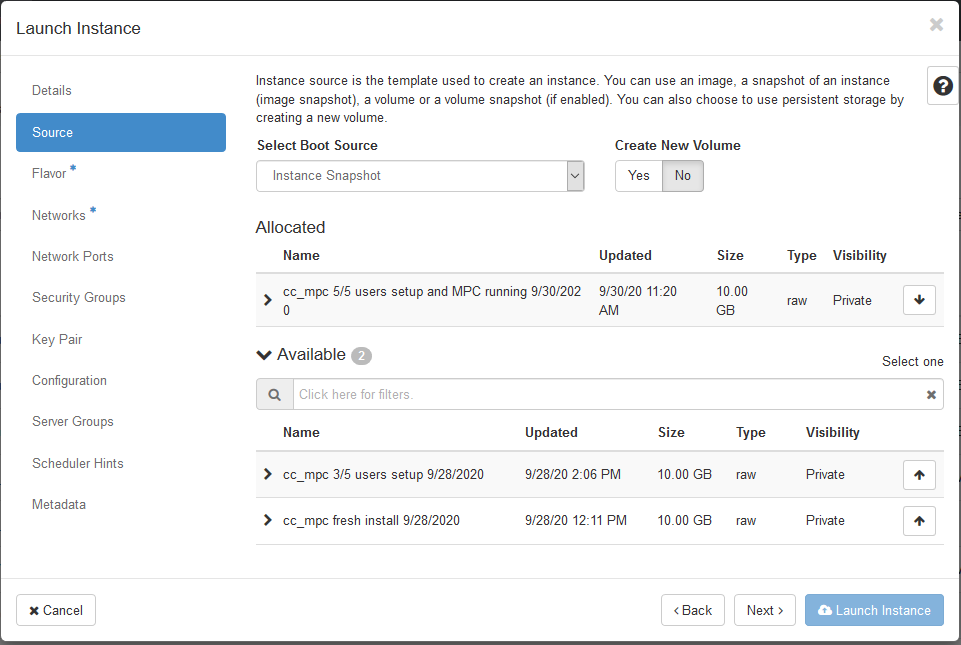 Launch Instance
Details
Source
Flavor *
Networks *
Network Ports
Security Groups
Key Pair
Configuration
Server Groups
Scheduler Hints
Metadata
Instance source is the template used to create an instance. You can use an image, a snapshot of an instance
(image snapshot), a volume or a volume snapshot (if enabled). You can also choose to use persistent storage by
creating a new volume.
Select Boot Source Create New Volume
Instance Snapshot Yes No
Allocated
Name Updated Size Type Visibility
cc_mpc 5/5 users setup and MPC running 9/30/202 9/30/20 11:20 10.00 raw Private
0 AM GB
Available 2
Select one
Click here for filters.
Name Updated Size Type Visibility
cc_mpc 3/5 users setup 9/28/2020 9/28/20 2:06 PM 10.00 GB raw Private
cc_mpc fresh install 9/28/2020 9/28/20 12:11 PM 10.00 GB raw Private
Cancel Back Next Launch Instance